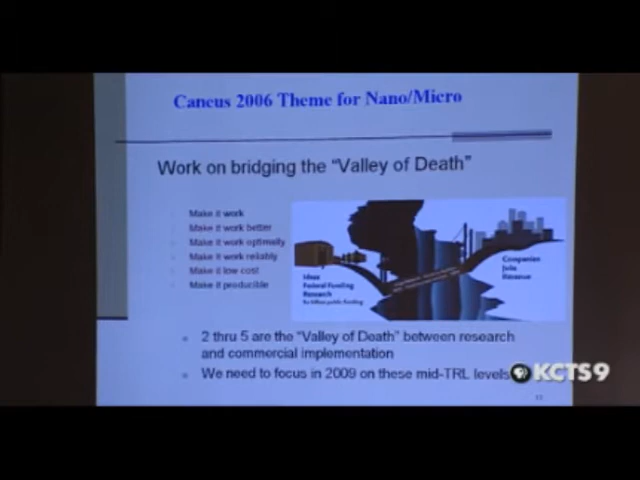 Cancus 2006 Theme for Nano/Micro
Work on bridging the "Valley of Death"
Make it work
Make it work better
Make it work optimally
Make it work reliably
Make it low cost
Make it producible
Ideas
Federal Funding
Research
Companies
Jobs
Revenue
2 thru 5 are the "Valley of Death" between research
and commercial implementation
We need to focus in 2009 on these mid-TRL levels
KCTS9